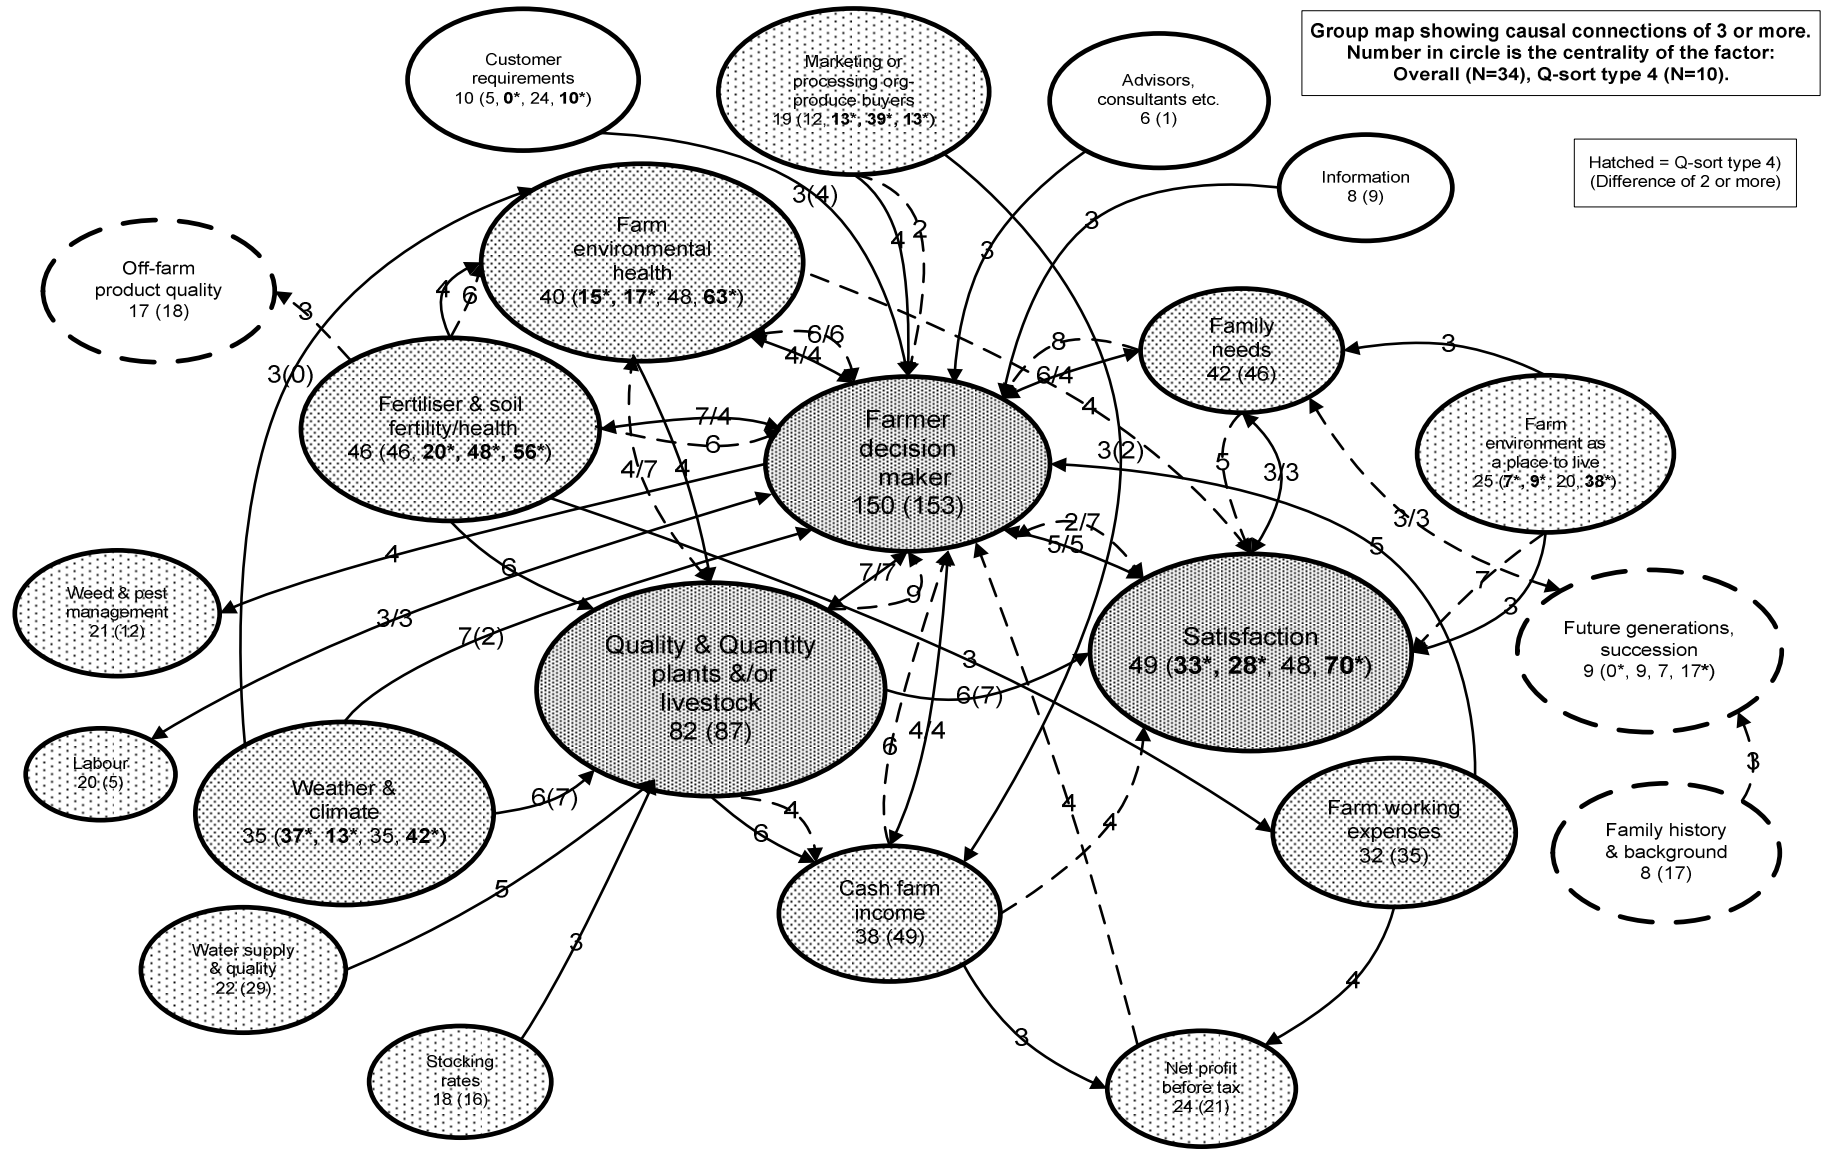 Group map showing causal connections of 3 or more.
Number in circle is the centrality of the factor:
Overall (N=34), Q-sort type 4 (N=10).
Hatched = Q-sort type 4)
(Difference of 2 or more)
Customer
requirements
10 (5, 0*, 24, 10*)
Marketing or
processing org-
produce buyers
19 (12, 13*, 39*, 13*)
Advisors,
consultants etc.
6 (1)
Information
8 (9)
3(4)
4
2
3
3
Farm
environmental
health
40 (15*, 17*, 48, 63*)
Off-farm
product quality
17 (18)
3
4
6
6/6
4/4
8
6/4
Family
needs
42 (46)
3
3(0)
Fertiliser & soil
fertility/health
46 (46, 20*, 48*, 56*)
7/4
6
4/7
4
Farmer
decision
maker
150 (153)
4
3(2)
5
3/3
Farm
environment as
a place to live
25 (7*, 9*, 20, 38*)
3/3
5
4
6
7/7
9
2/7
5/5
7
3
Weed & pest
management
21 (12)
3/3
7(2)
Quality & Quantity
plants &/or
livestock
82 (87)
3
6(7)
Satisfaction
49 (33*, 28*, 48, 70*)
Future generations,
succession
9 (0*, 9, 7, 17*)
Labour
20 (5)
Weather &
climate
35 (37*, 13*, 35, 42*)
6(7)
6
4/4
4
6
4
4
Farm working
expenses
32 (35)
3
Family history
& background
8 (17)
Cash farm
income
38 (49)
5
Water supply
& quality
22 (29)
3
4
3
Stocking
rates
18 (16)
Net profit
before tax
24 (21)